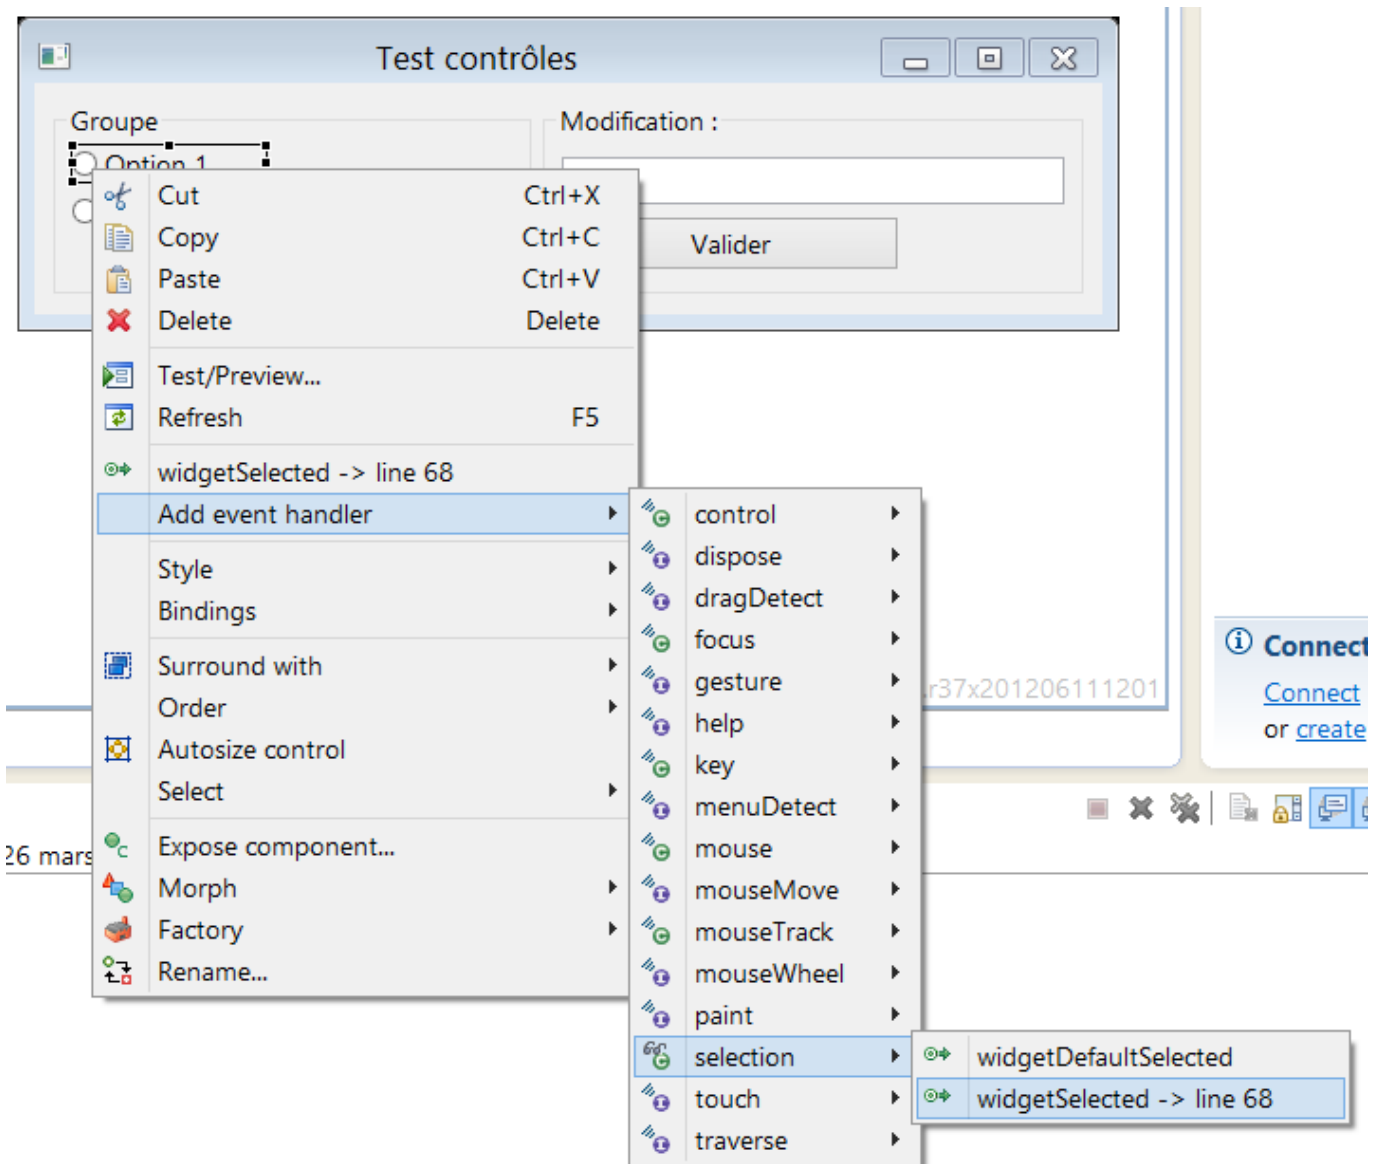 Test contrôles
Groupe
Modification :
Option 1
Valider
Cut Ctrl+X
Copy Ctrl+C
Paste Ctrl+V
Delete Delete
Test/Preview...
Refresh F5
widgetSelected -> line 68
Add event handler
Style
Bindings
Surround with
Order
Autosize control
Select
Expose component...
Morph
Factory
Rename...
control
dispose
dragDetect
focus
gesture
help
key
menuDetect
mouse
mouseMove
mouseTrack
mouseWheel
paint
selection
touch
traverse
widgetDefaultSelected
widgetSelected -> line 68
.r37x201206111201
Connect
Connect
or create
26 mars